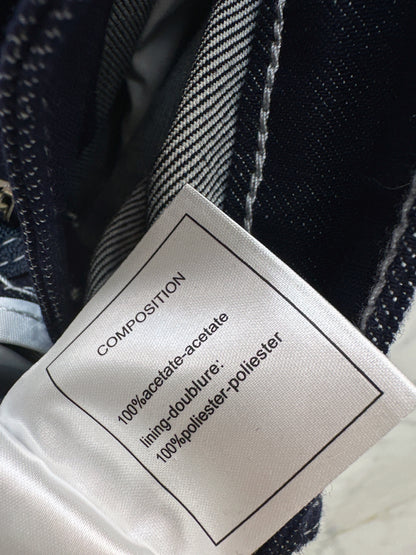 COMPOSITION
100%acetate-acetate
lining-doublure:
100%poliester-poliester